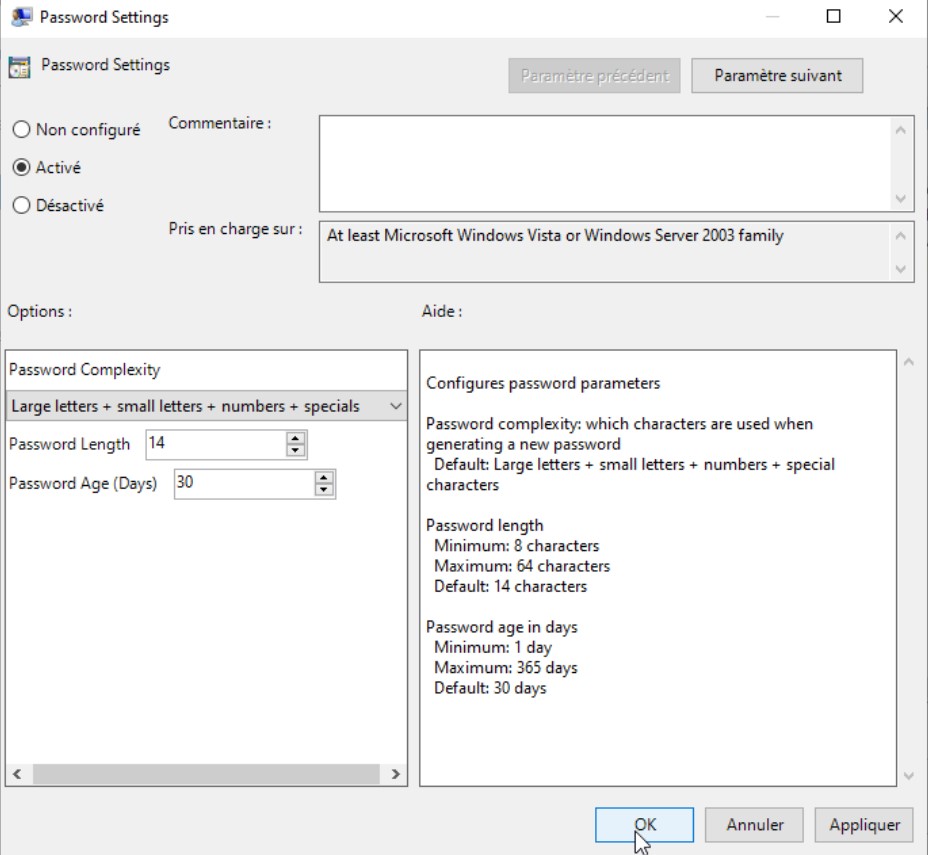 Password Settings
Password Settings
Paramètre précédent
Paramètre suivant
Non configuré
Commentaire :
Activé
Désactivé
Pris en charge sur :
At least Microsoft Windows Vista or Windows Server 2003 family
Options :
Aide :
Password Complexity
Large letters + small letters + numbers + specials
Password Length 14
Password Age (Days) 30
Configures password parameters
Password complexity: which characters are used when
generating a new password
Default: Large letters + small letters + numbers + special
characters
Password length
Minimum: 8 characters
Maximum: 64 characters
Default: 14 characters
Password age in days
Minimum: 1 day
Maximum: 365 days
Default: 30 days
OK
Annuler
Appliquer